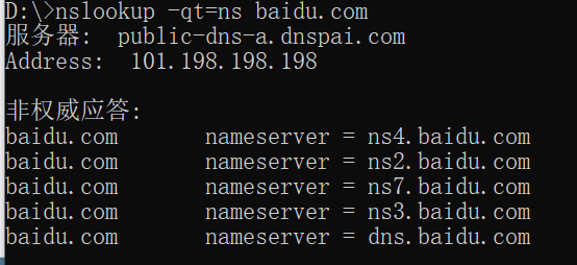 D:\>nslookup -qt=ns baidu.com
服务器:  public-dns-a.dnspai.com
Address:  101.198.198.198
非权威应答:
baidu.com       nameserver = ns4.baidu.com
baidu.com       nameserver = ns2.baidu.com
baidu.com       nameserver = ns7.baidu.com
baidu.com       nameserver = ns3.baidu.com
baidu.com       nameserver = dns.baidu.com